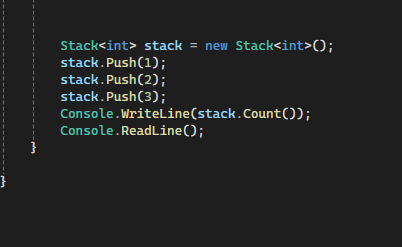 Stack<int> stack = new Stack<int>();
stack.Push(1);
stack.Push(2);
stack.Push(3);
Console.WriteLine(stack.Count());
Console.ReadLine();
}
}